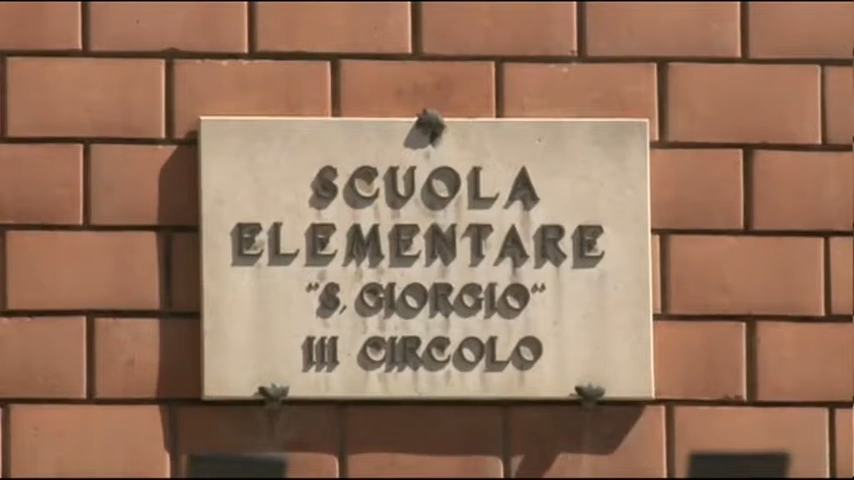 SCUOLA
ELEMENTARE
"S. GIORGIO"
III CIRCOLO